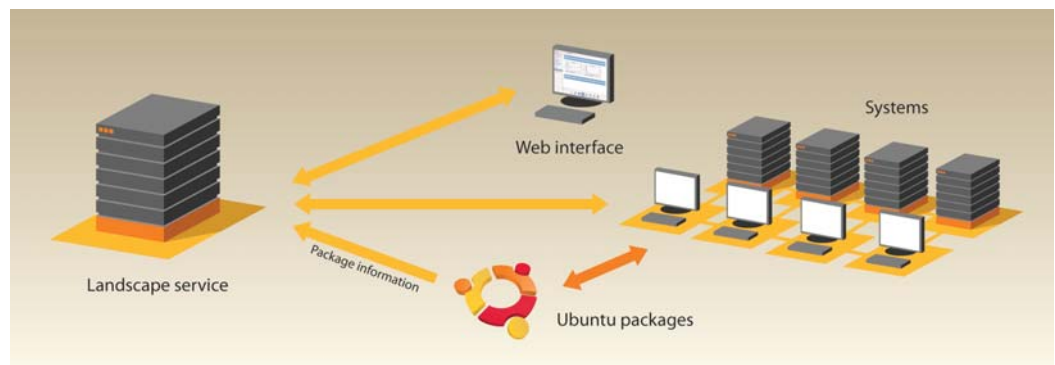 Systems
Web interface
Package information
Landscape service
Ubuntu packages